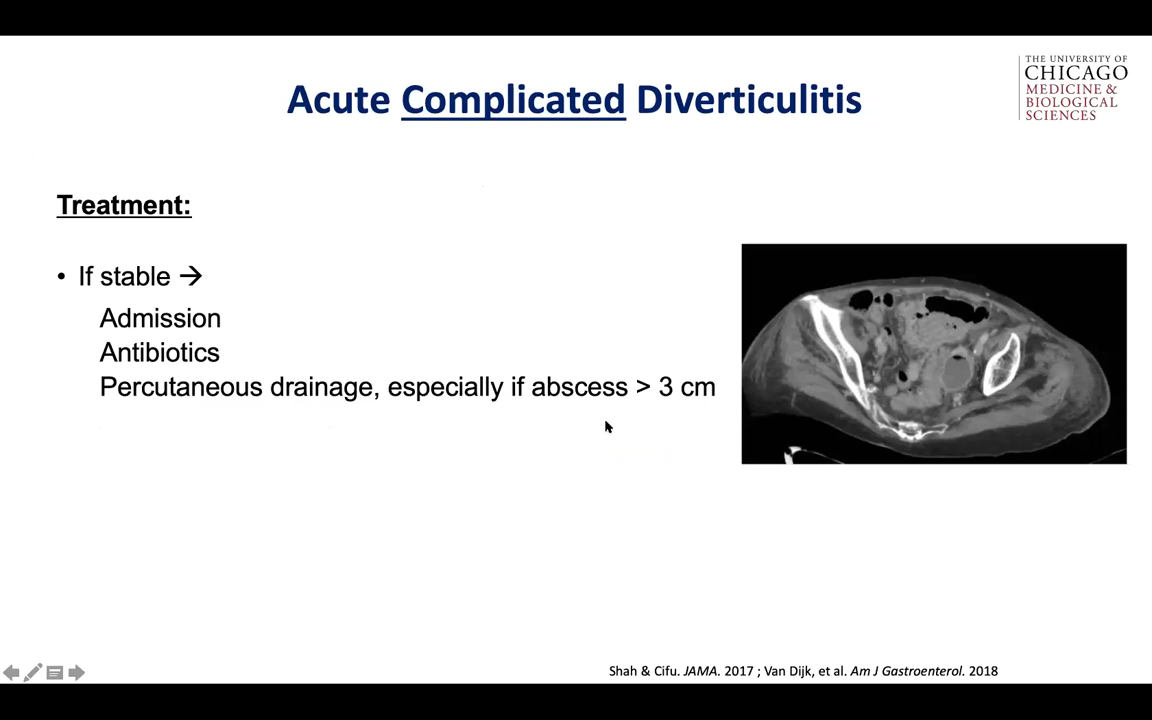 THE UNIVERSITY OF
CHICAGO
MEDICINE &
BIOLOGICAL
SCIENCES
Acute Complicated Diverticulitis
Treatment:
• If stable →
Admission
Antibiotics
Percutaneous drainage, especially if abscess > 3 cm
Shah & Cifu. JAMA. 2017 ; Van Dijk, et al. Am J Gastroenterol. 2018